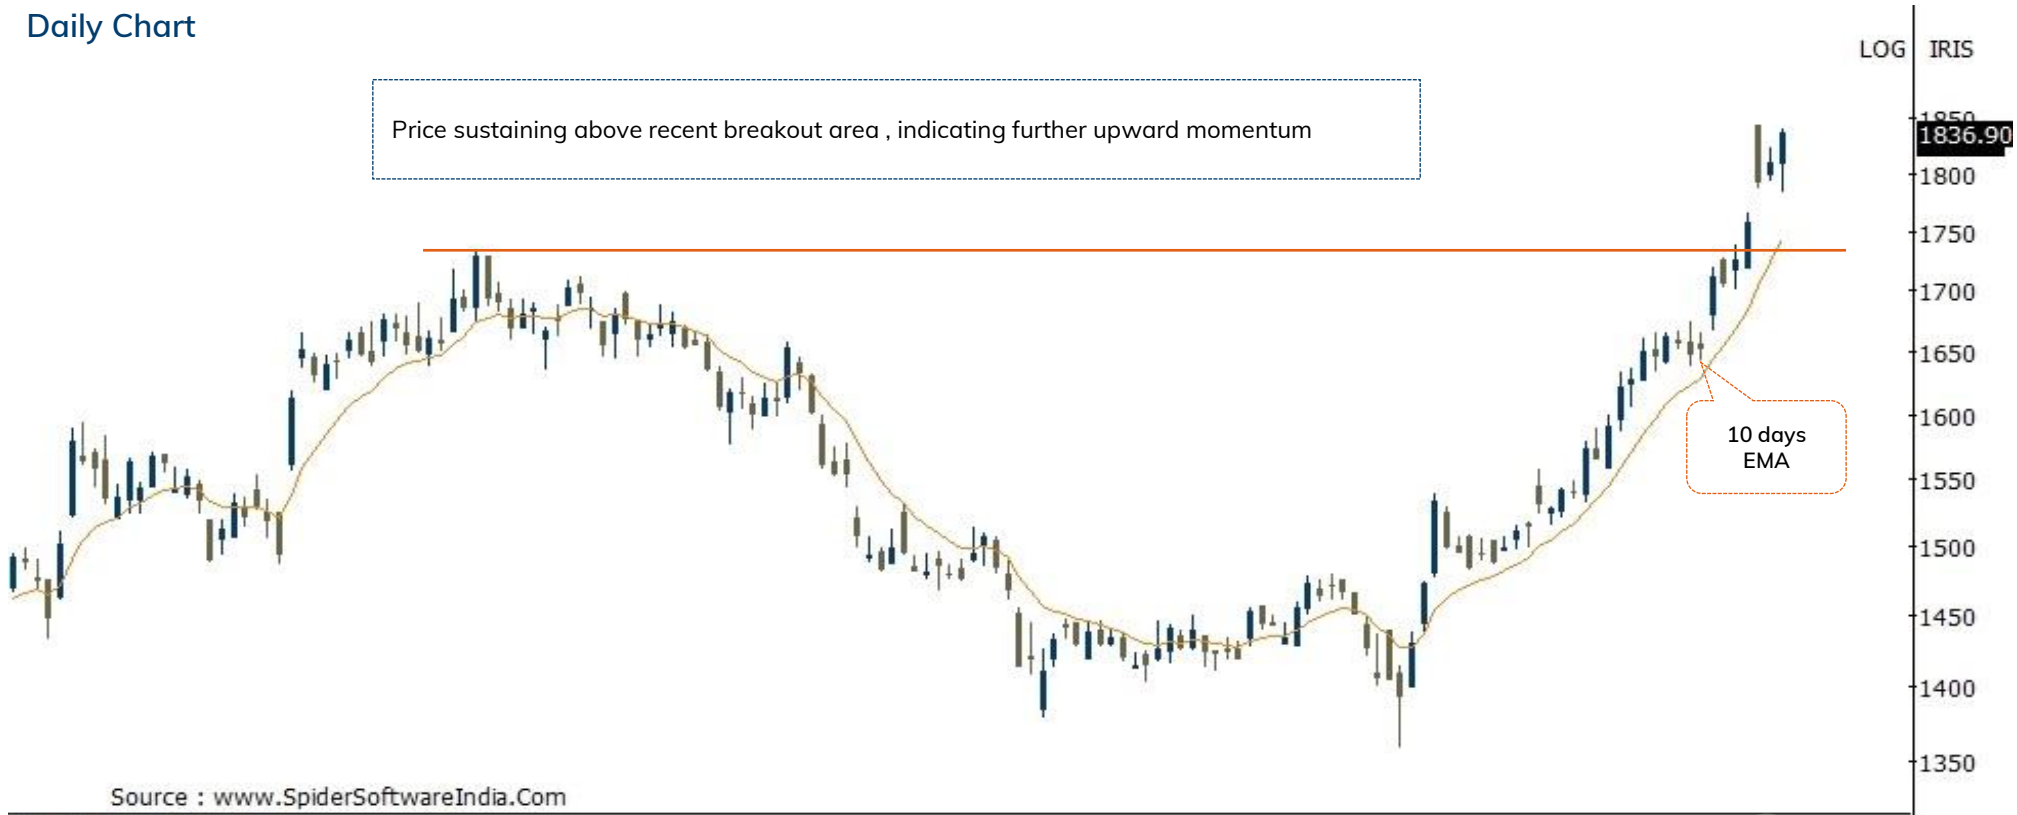 Daily Chart
LOG IRIS
Price sustaining above recent breakout area , indicating further upward momentum
1850
1836.90
1800
1750
1700
1650
1600
10 days
EMA
1550
1500
1450
1400
1350
Source : www.SpiderSoftwareIndia.Com